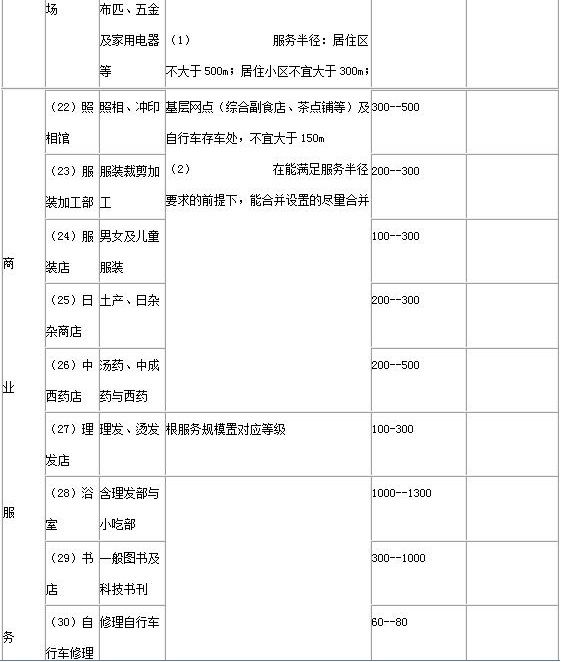 场
布匹、五金
及家用电器
等
（1） 服务半径：居住区
不大于500m；居住小区不宜大于300m；
商
业
服
务
（22）照
相馆
照相、冲印
基层网点（综合副食店、茶点铺等）及
自行车存车处，不宜大于150m
300--500
（23）服
装加工部
服装裁剪加
工
（2） 在能满足服务半径
要求的前提下，能合并设置的尽量合并
200--300
（24）服
装店
男女及儿童
服装
100--300
（25）日
杂商店
土产、日杂
200--300
（26）中
西药店
汤药、中成
药与西药
200--500
（27）理
发店
理发、烫发
根服务规模置对应等级
100-300
（28）浴
室
含理发部与
小吃部
1000--1300
（29）书
店
一般图书及
科技书刊
300--1000
（30）自
行车修理
修理自行车
60--80